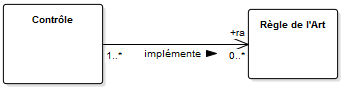 Contrôle
Règle de l'Art
+ra
1..*
implémente
0..*